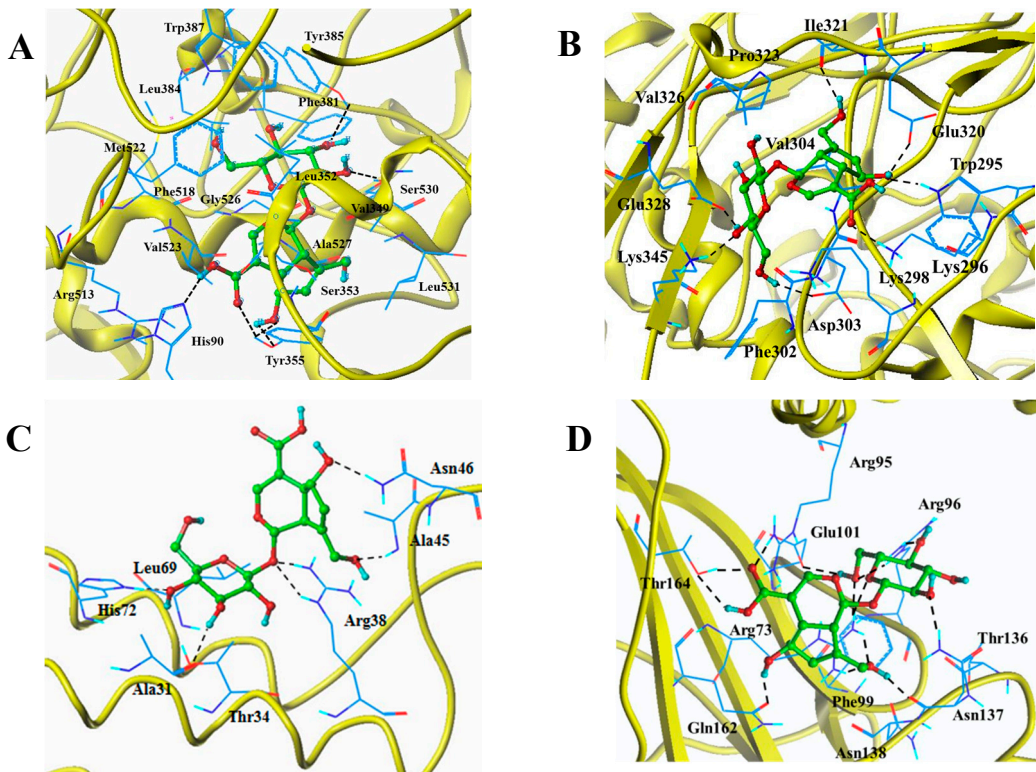 A
Trp387
Tyr385
Leu384
Phe381
Met522
Leu352
Phe518
Gly526
Ser530
Val349
Val523
Ala527
Arg513
Ser353
Leu531
His90
Tyr355
B
Ile321
Pro323
Val326
Glu320
Val304
Trp295
Glu328
Lys345
Lys298
Lys296
Asp303
Phe302
C
Asn46
Ala45
Leu69
His72
Arg38
Ala31
Thr34
D
Arg95
Arg96
Glu101
Thr164
Arg73
Thr136
Phe99
Gln162
Asn137
Asn138